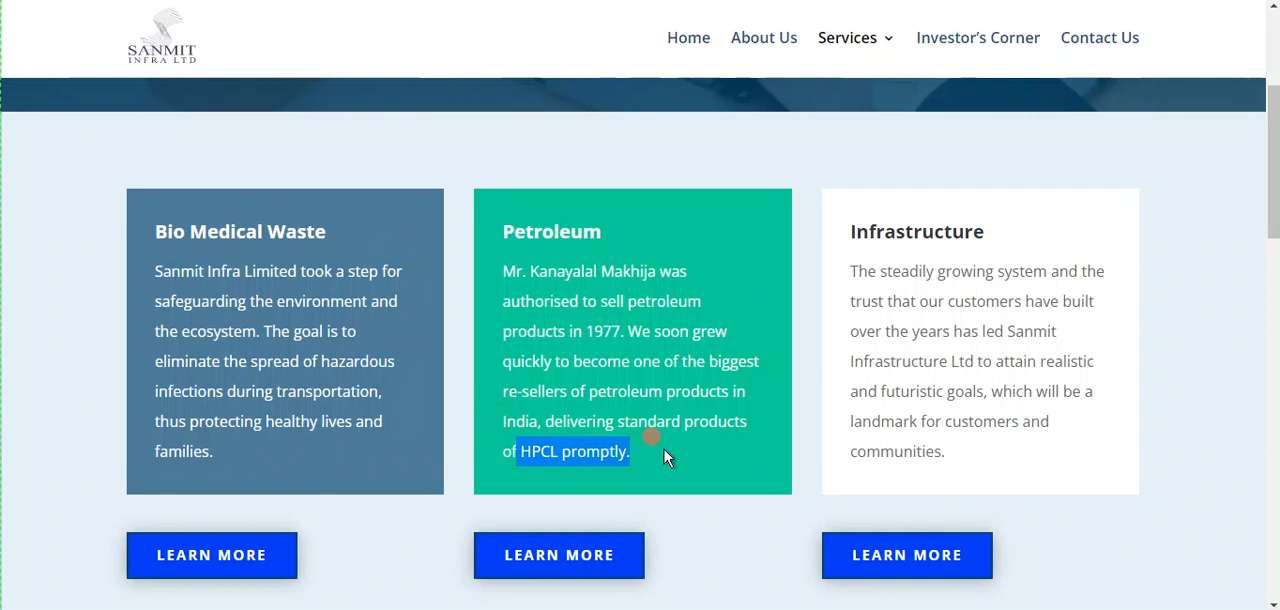 SANMIT
INFRA LTD
Home
About Us
Services
Investor's Corner
Contact Us
Bio Medical Waste
Sanmit Infra Limited took a step for
safeguarding the environment and
the ecosystem. The goal is to
eliminate the spread of hazardous
infections during transportation,
thus protecting healthy lives and
families.
LEARN MORE
Petroleum
Mr. Kanayalal Makhija was
authorised to sell petroleum
products in 1977. We soon grew
quickly to become one of the biggest
re-sellers of petroleum products in
India, delivering standard products
of HPCL promptly.
LEARN MORE
Infrastructure
The steadily growing system and the
trust that our customers have built
over the years has led Sanmit
Infrastructure Ltd to attain realistic
and futuristic goals, which will be a
landmark for customers and
communities.
LEARN MORE